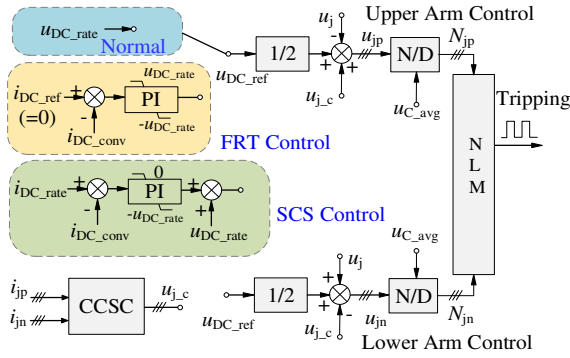 u_DC_rate
Normal
u_DC_ref
1/2
u_j
-
+
+
u_j_c
u_jp
Upper Arm Control
N/D
N_jp
u_C_avg
i_DC_ref
(=0)
+
-
i_DC_conv
u_DC_rate
PI
-u_DC_rate
FRT Control
NLM
Tripping
i_DC_rate
+
-
i_DC_conv
0
PI
-u_DC_rate
+
+
u_DC_rate
SCS Control
i_jp
i_jn
CCSC
u_j_c
u_DC_ref
1/2
u_j
+
+
-
u_j_c
u_jn
u_C_avg
N/D
N_jn
Lower Arm Control